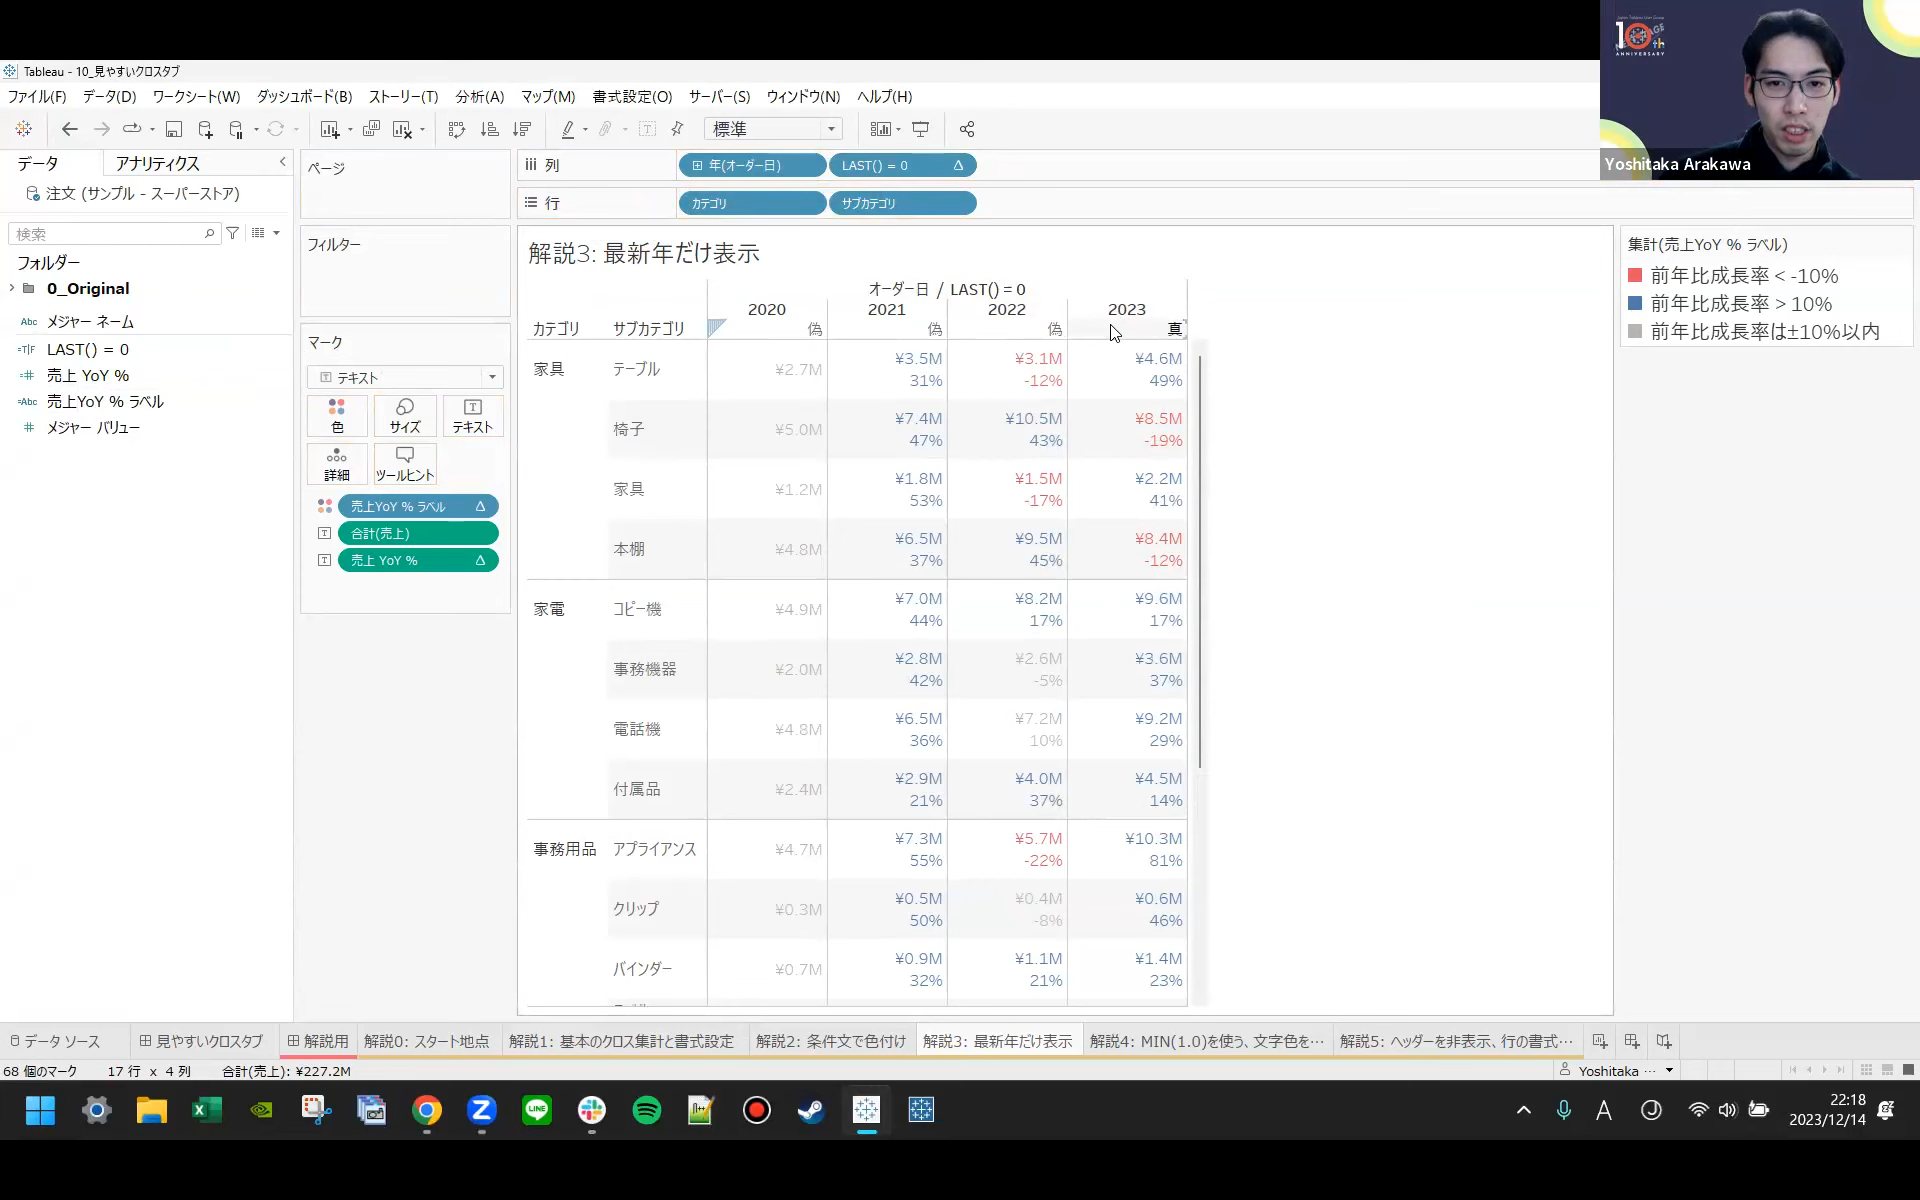 Japan Tableau User Group
10th
ANNIVERSARY
Yoshitaka Arakawa
Tableau - 10_見やすいクロスタブ
ファイル(F) データ(D) ワークシート(W) ダッシュボード(B) ストーリー(T) 分析(A) マップ(M) 書式設定(O) サーバー(S) ウィンドウ(N) ヘルプ(H)
標準
データ アナリティクス
注文 (サンプル - スーパーストア)
検索
フォルダー
0_Original
Abc メジャー ネーム
=T|F LAST() = 0
=# 売上 YoY %
=Abc 売上YoY % ラベル
# メジャー バリュー
ページ
フィルター
マーク
テキスト
色 サイズ テキスト
詳細 ツールヒント
売上YoY % ラベル Δ
合計(売上)
売上 YoY % Δ
列 年(オーダー日) LAST() = 0 Δ
行 カテゴリ サブカテゴリ
解説3: 最新年だけ表示
オーダー日 / LAST() = 0
2020 2021 2022 2023
カテゴリ サブカテゴリ 偽 偽 偽 真
家具 テーブル ¥2.7M ¥3.5M ¥3.1M ¥4.6M
31% -12% 49%
椅子 ¥5.0M ¥7.4M ¥10.5M ¥8.5M
47% 43% -19%
家具 ¥1.2M ¥1.8M ¥1.5M ¥2.2M
53% -17% 41%
本棚 ¥4.8M ¥6.5M ¥9.5M ¥8.4M
37% 45% -12%
家電 コピー機 ¥4.9M ¥7.0M ¥8.2M ¥9.6M
44% 17% 17%
事務機器 ¥2.0M ¥2.8M ¥2.6M ¥3.6M
42% -5% 37%
電話機 ¥4.8M ¥6.5M ¥7.2M ¥9.2M
36% 10% 29%
付属品 ¥2.4M ¥2.9M ¥4.0M ¥4.5M
21% 37% 14%
事務用品 アプライアンス ¥4.7M ¥7.3M ¥5.7M ¥10.3M
55% -22% 81%
クリップ ¥0.3M ¥0.5M ¥0.4M ¥0.6M
50% -8% 46%
バインダー ¥0.7M ¥0.9M ¥1.1M ¥1.4M
32% 21% 23%
集計(売上YoY % ラベル)
前年比成長率 < -10%
前年比成長率 > 10%
前年比成長率は±10%以内
データ ソース 見やすいクロスタブ 解説用 解説0: スタート地点 解説1: 基本のクロス集計と書式設定 解説2: 条件文で色付け 解説3: 最新年だけ表示 解説4: MIN(1.0)を使う、文字色を… 解説5: ヘッダーを非表示、行の書式…
68 個のマーク 17 行 x 4 列 合計(売上): ¥227.2M
Yoshitaka …
LINE
A
22:18
2023/12/14